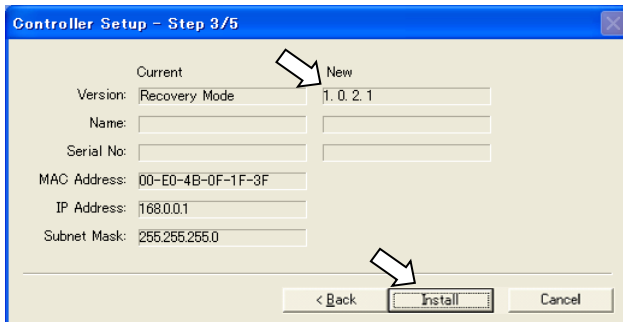 Controller Setup - Step 3/5
Current New
Version: Recovery Mode 1. 0. 2. 1
Name:
Serial No:
MAC Address: 00-E0-4B-0F-1F-3F
IP Address: 168.0.0.1
Subnet Mask: 255.255.255.0
< Back Install Cancel